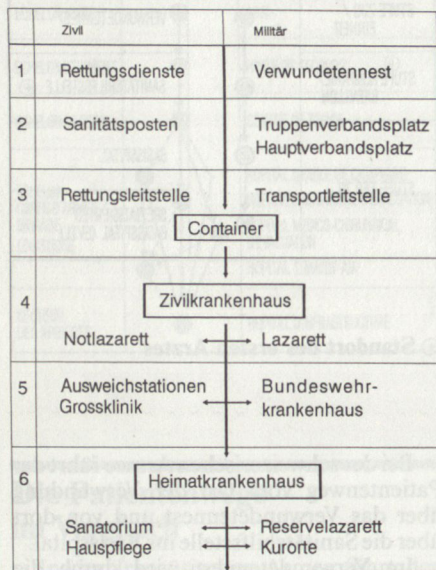 Zivil Militär
1 Rettungsdienste Verwundetennest
2 Sanitätsposten Truppenverbandsplatz
Hauptverbandsplatz
3 Rettungsleitstelle Transportleitstelle
Container
4 Zivilkrankenhaus
Notlazarett Lazarett
5 Ausweichstationen Bundeswehr-
Grossklinik krankenhaus
6 Heimatkrankenhaus
Sanatorium Reservelazarett
Hauspflege Kurorte